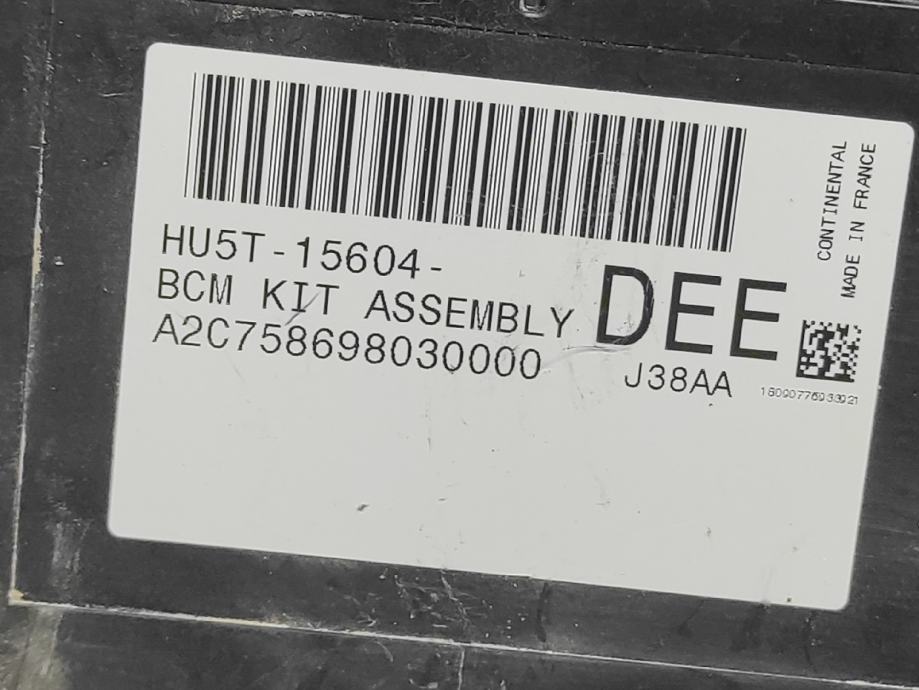 HU5T-15604-
DEE
BCM KIT ASSEMBLY
A2C758698030000
J38AA
CONTINENTAL
MADE IN FRANCE